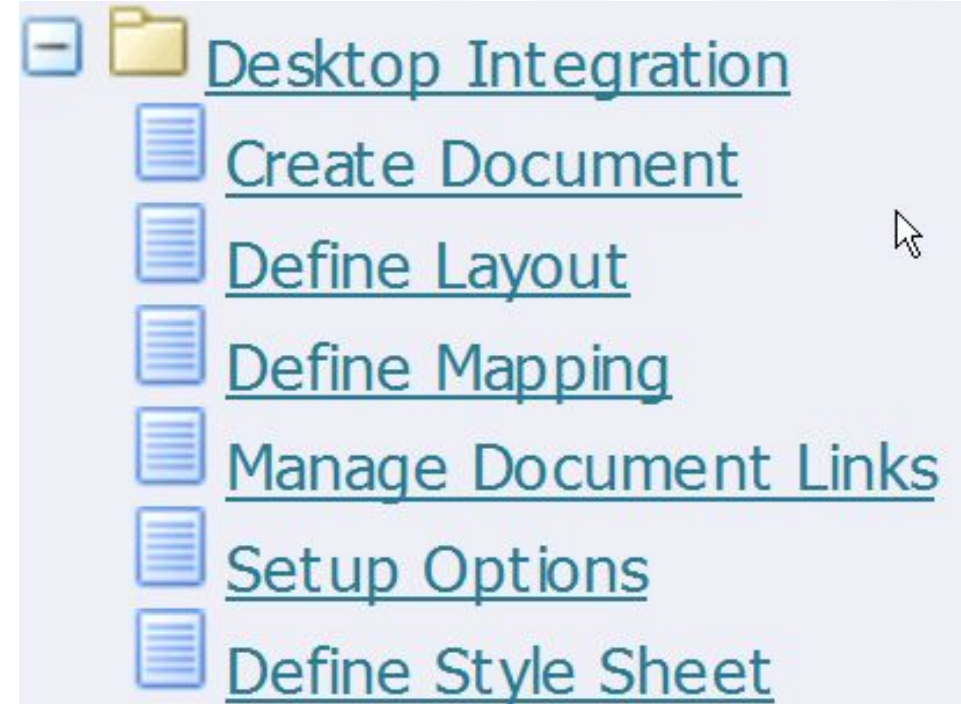 Desktop Integration
Create Document
Define Layout
Define Mapping
Manage Document Links
Setup Options
Define Style Sheet